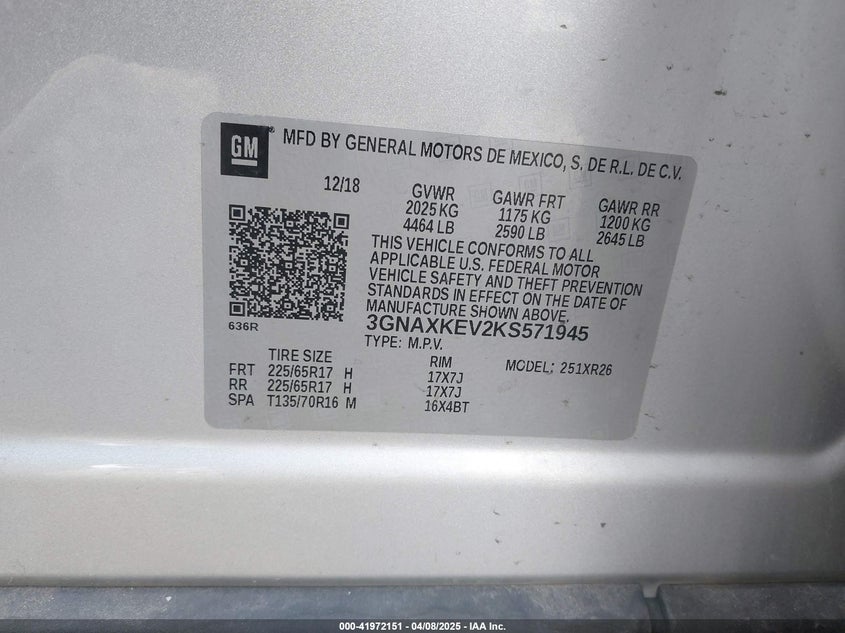 GM ® MFD BY GENERAL MOTORS DE MEXICO, S. DE R.L. DE C.V.
12/18 GVWR GAWR FRT GAWR RR
2025 KG 1175 KG 1200 KG
4464 LB 2590 LB 2645 LB
THIS VEHICLE CONFORMS TO ALL
APPLICABLE U.S. FEDERAL MOTOR
VEHICLE SAFETY AND THEFT PREVENTION
STANDARDS IN EFFECT ON THE DATE OF
MANUFACTURE SHOWN ABOVE.
636R
3GNAXKEV2KS571945
TYPE: M.P.V.
TIRE SIZE RIM MODEL: 251XR26
FRT 225/65R17 H 17X7J
RR 225/65R17 H 17X7J
SPA T135/70R16 M 16X4BT
000-41972151 | 04/08/2025 - IAA Inc.